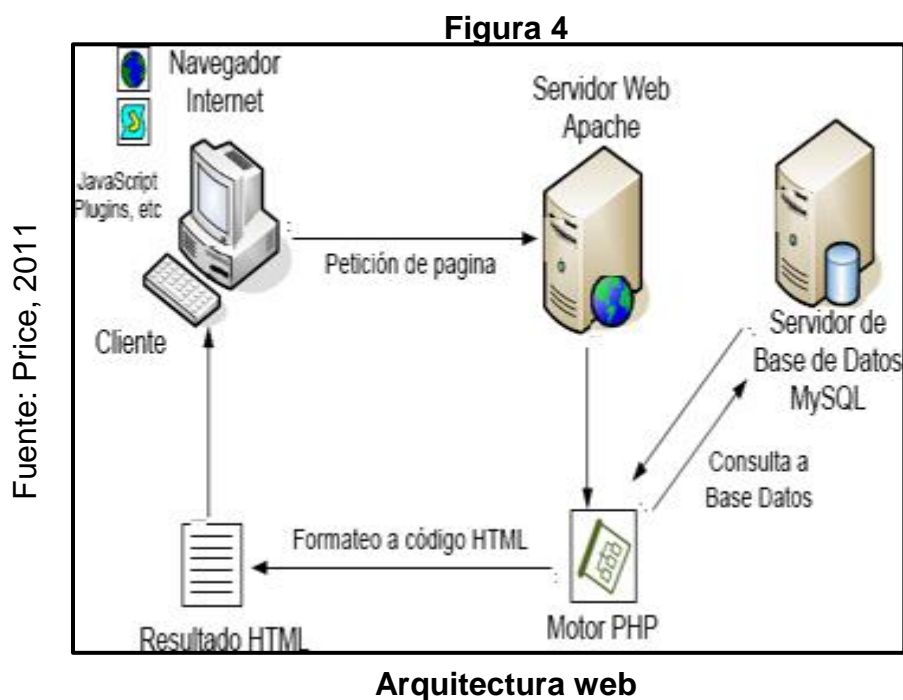 Figura 4
Navegador
Internet
JavaScript
Plugins, etc
Cliente
Petición de pagina
Servidor Web
Apache
Servidor de
Base de Datos
MySQL
Consulta a
Base Datos
Formateo a código HTML
Resultado HTML
Motor PHP
Fuente: Price, 2011
Arquitectura web